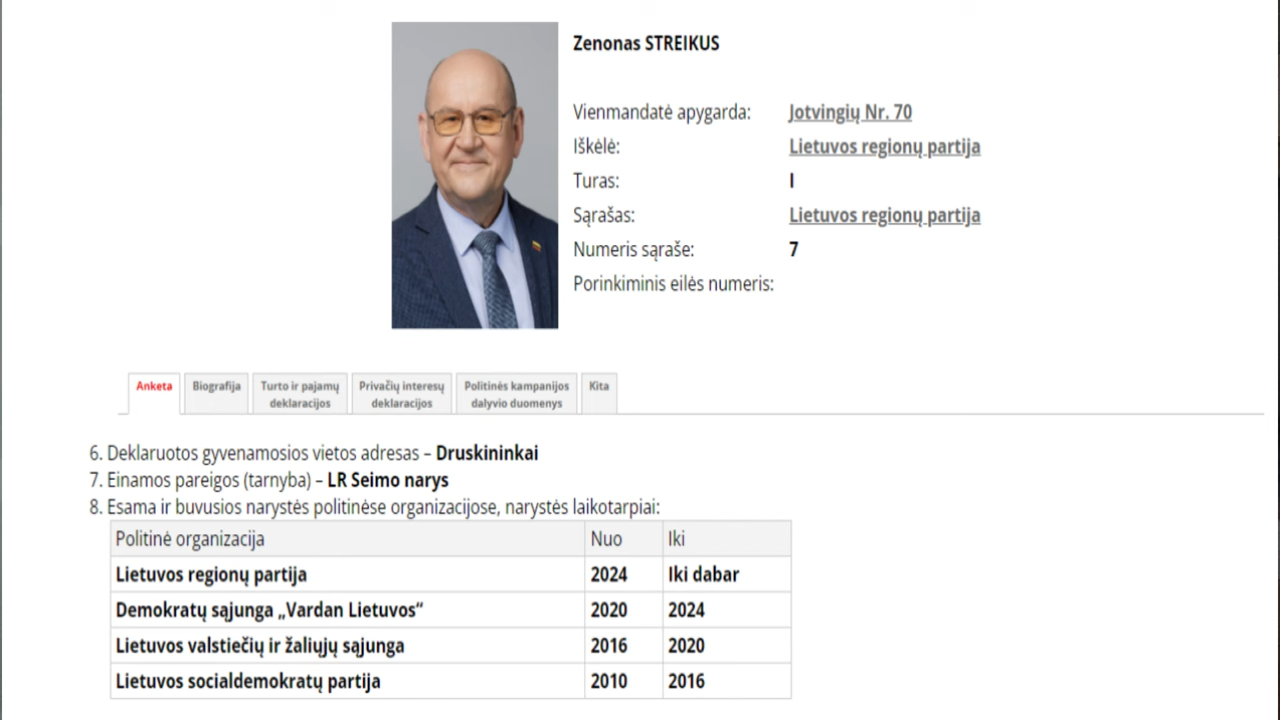 Zenonas STREIKUS
Vienmandatė apygarda: Jotvingių Nr. 70
Iškėlė: Lietuvos regionų partija
Turas: I
Sąrašas: Lietuvos regionų partija
Numeris sąraše: 7
Porinkiminis eilės numeris:
Anketa Biografija Turto ir pajamų deklaracijos Privačių interesų deklaracijos Politinės kampanijos dalyvio duomenys Kita
6. Deklaruotos gyvenamosios vietos adresas – Druskininkai
7. Einamos pareigos (tarnyba) – LR Seimo narys
8. Esama ir buvusios narystės politinėse organizacijose, narystės laikotarpiai:
Politinė organizacija Nuo Iki
Lietuvos regionų partija 2024 Iki dabar
Demokratų sąjunga „Vardan Lietuvos“ 2020 2024
Lietuvos valstiečių ir žaliųjų sąjunga 2016 2020
Lietuvos socialdemokratų partija 2010 2016